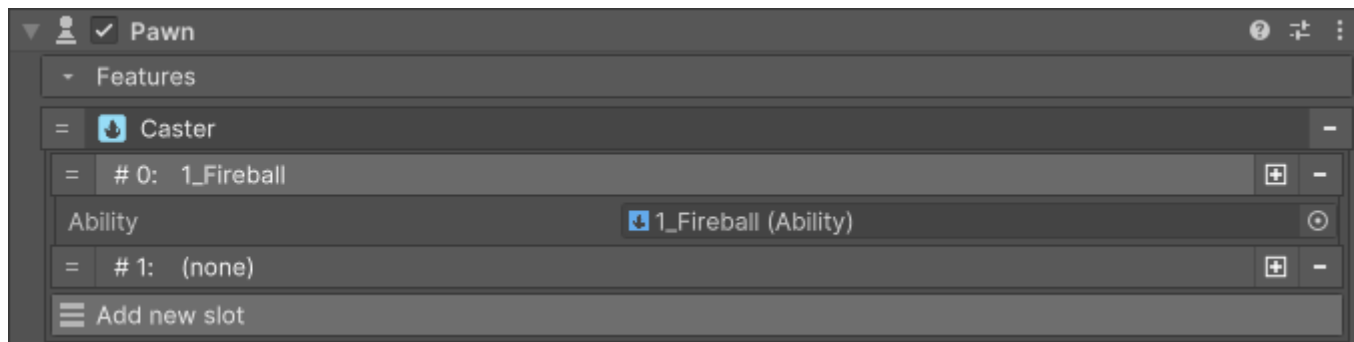 Pawn
Features
Caster
# 0: 1_Fireball
Ability 1_Fireball (Ability)
# 1: (none)
Add new slot